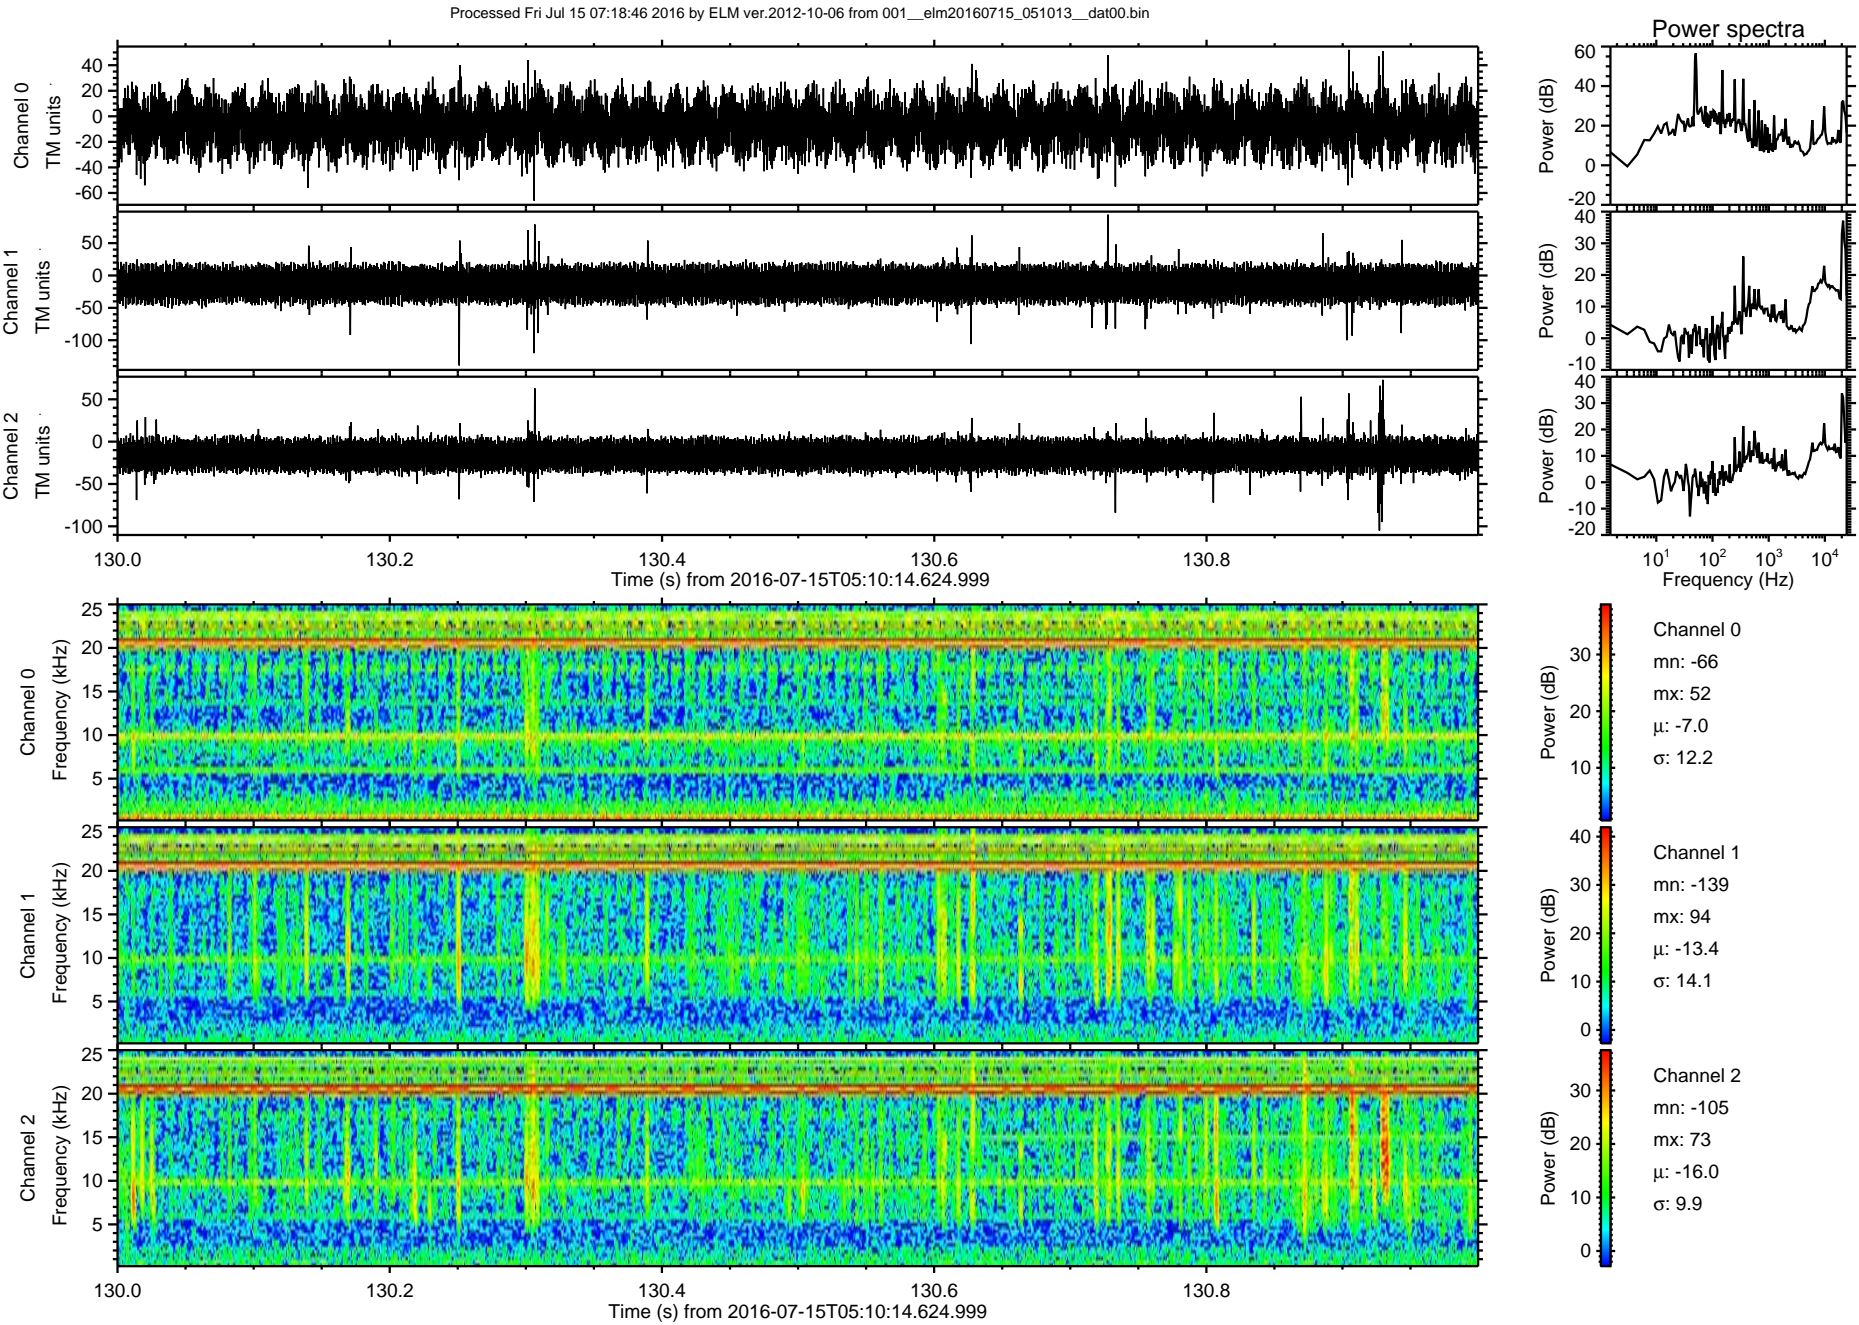 Processed Fri Jul 15 07:18:46 2016 by ELM ver.2012-10-06 from 001__elm20160715_051013__dat00.bin
Power spectra
Channel 0
TM units
40
20
0
-20
-40
-60
Power (dB)
60
40
20
0
-20
Channel 1
TM units
50
0
-50
-100
Power (dB)
40
30
20
10
0
-10
Channel 2
TM units
50
0
-50
-100
Power (dB)
40
30
20
10
0
-10
-20
130.0 130.2 130.4 130.6 130.8
Time (s) from 2016-07-15T05:10:14.624.999
10^1 10^2 10^3 10^4
Frequency (Hz)
Channel 0
Frequency (kHz)
25
20
15
10
5
Power (dB)
30
20
10
Channel 0
mn: -66
mx: 52
μ: -7.0
σ: 12.2
Channel 1
Frequency (kHz)
25
20
15
10
5
Power (dB)
40
30
20
10
0
Channel 1
mn: -139
mx: 94
μ: -13.4
σ: 14.1
Channel 2
Frequency (kHz)
25
20
15
10
5
Power (dB)
30
20
10
0
Channel 2
mn: -105
mx: 73
μ: -16.0
σ: 9.9
130.0 130.2 130.4 130.6 130.8
Time (s) from 2016-07-15T05:10:14.624.999